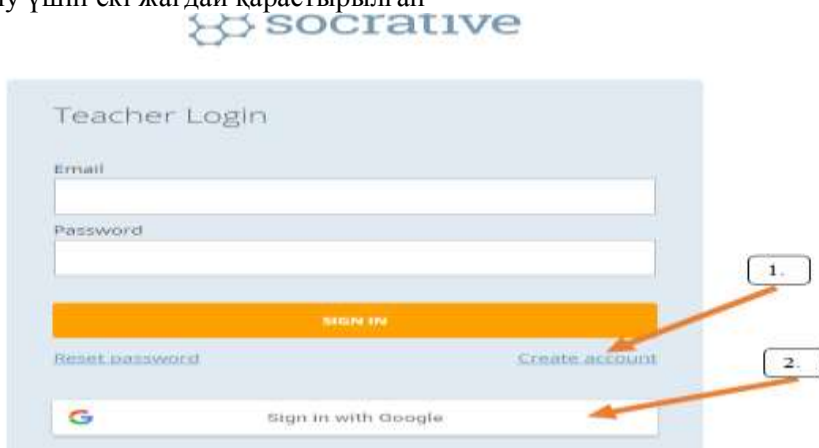 үшін екі жағдай қарастырылған
socrative
Teacher Login
Email
Password
SIGN IN
Reset password
Create account
Sign in with Google
1.
2.